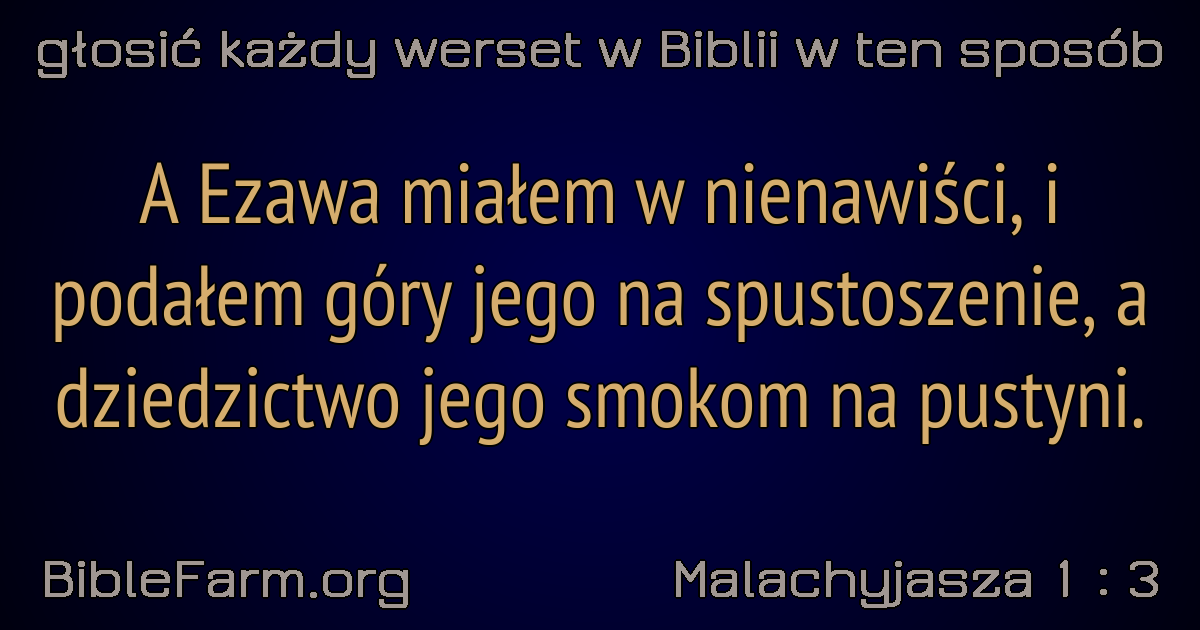 głosić każdy werset w Biblii w ten sposób
A Ezawa miałem w nienawiści, i
podałem góry jego na spustoszenie, a
dziedzictwo jego smokom na pustyni.
BibleFarm.org
Malachyjasza 1 : 3